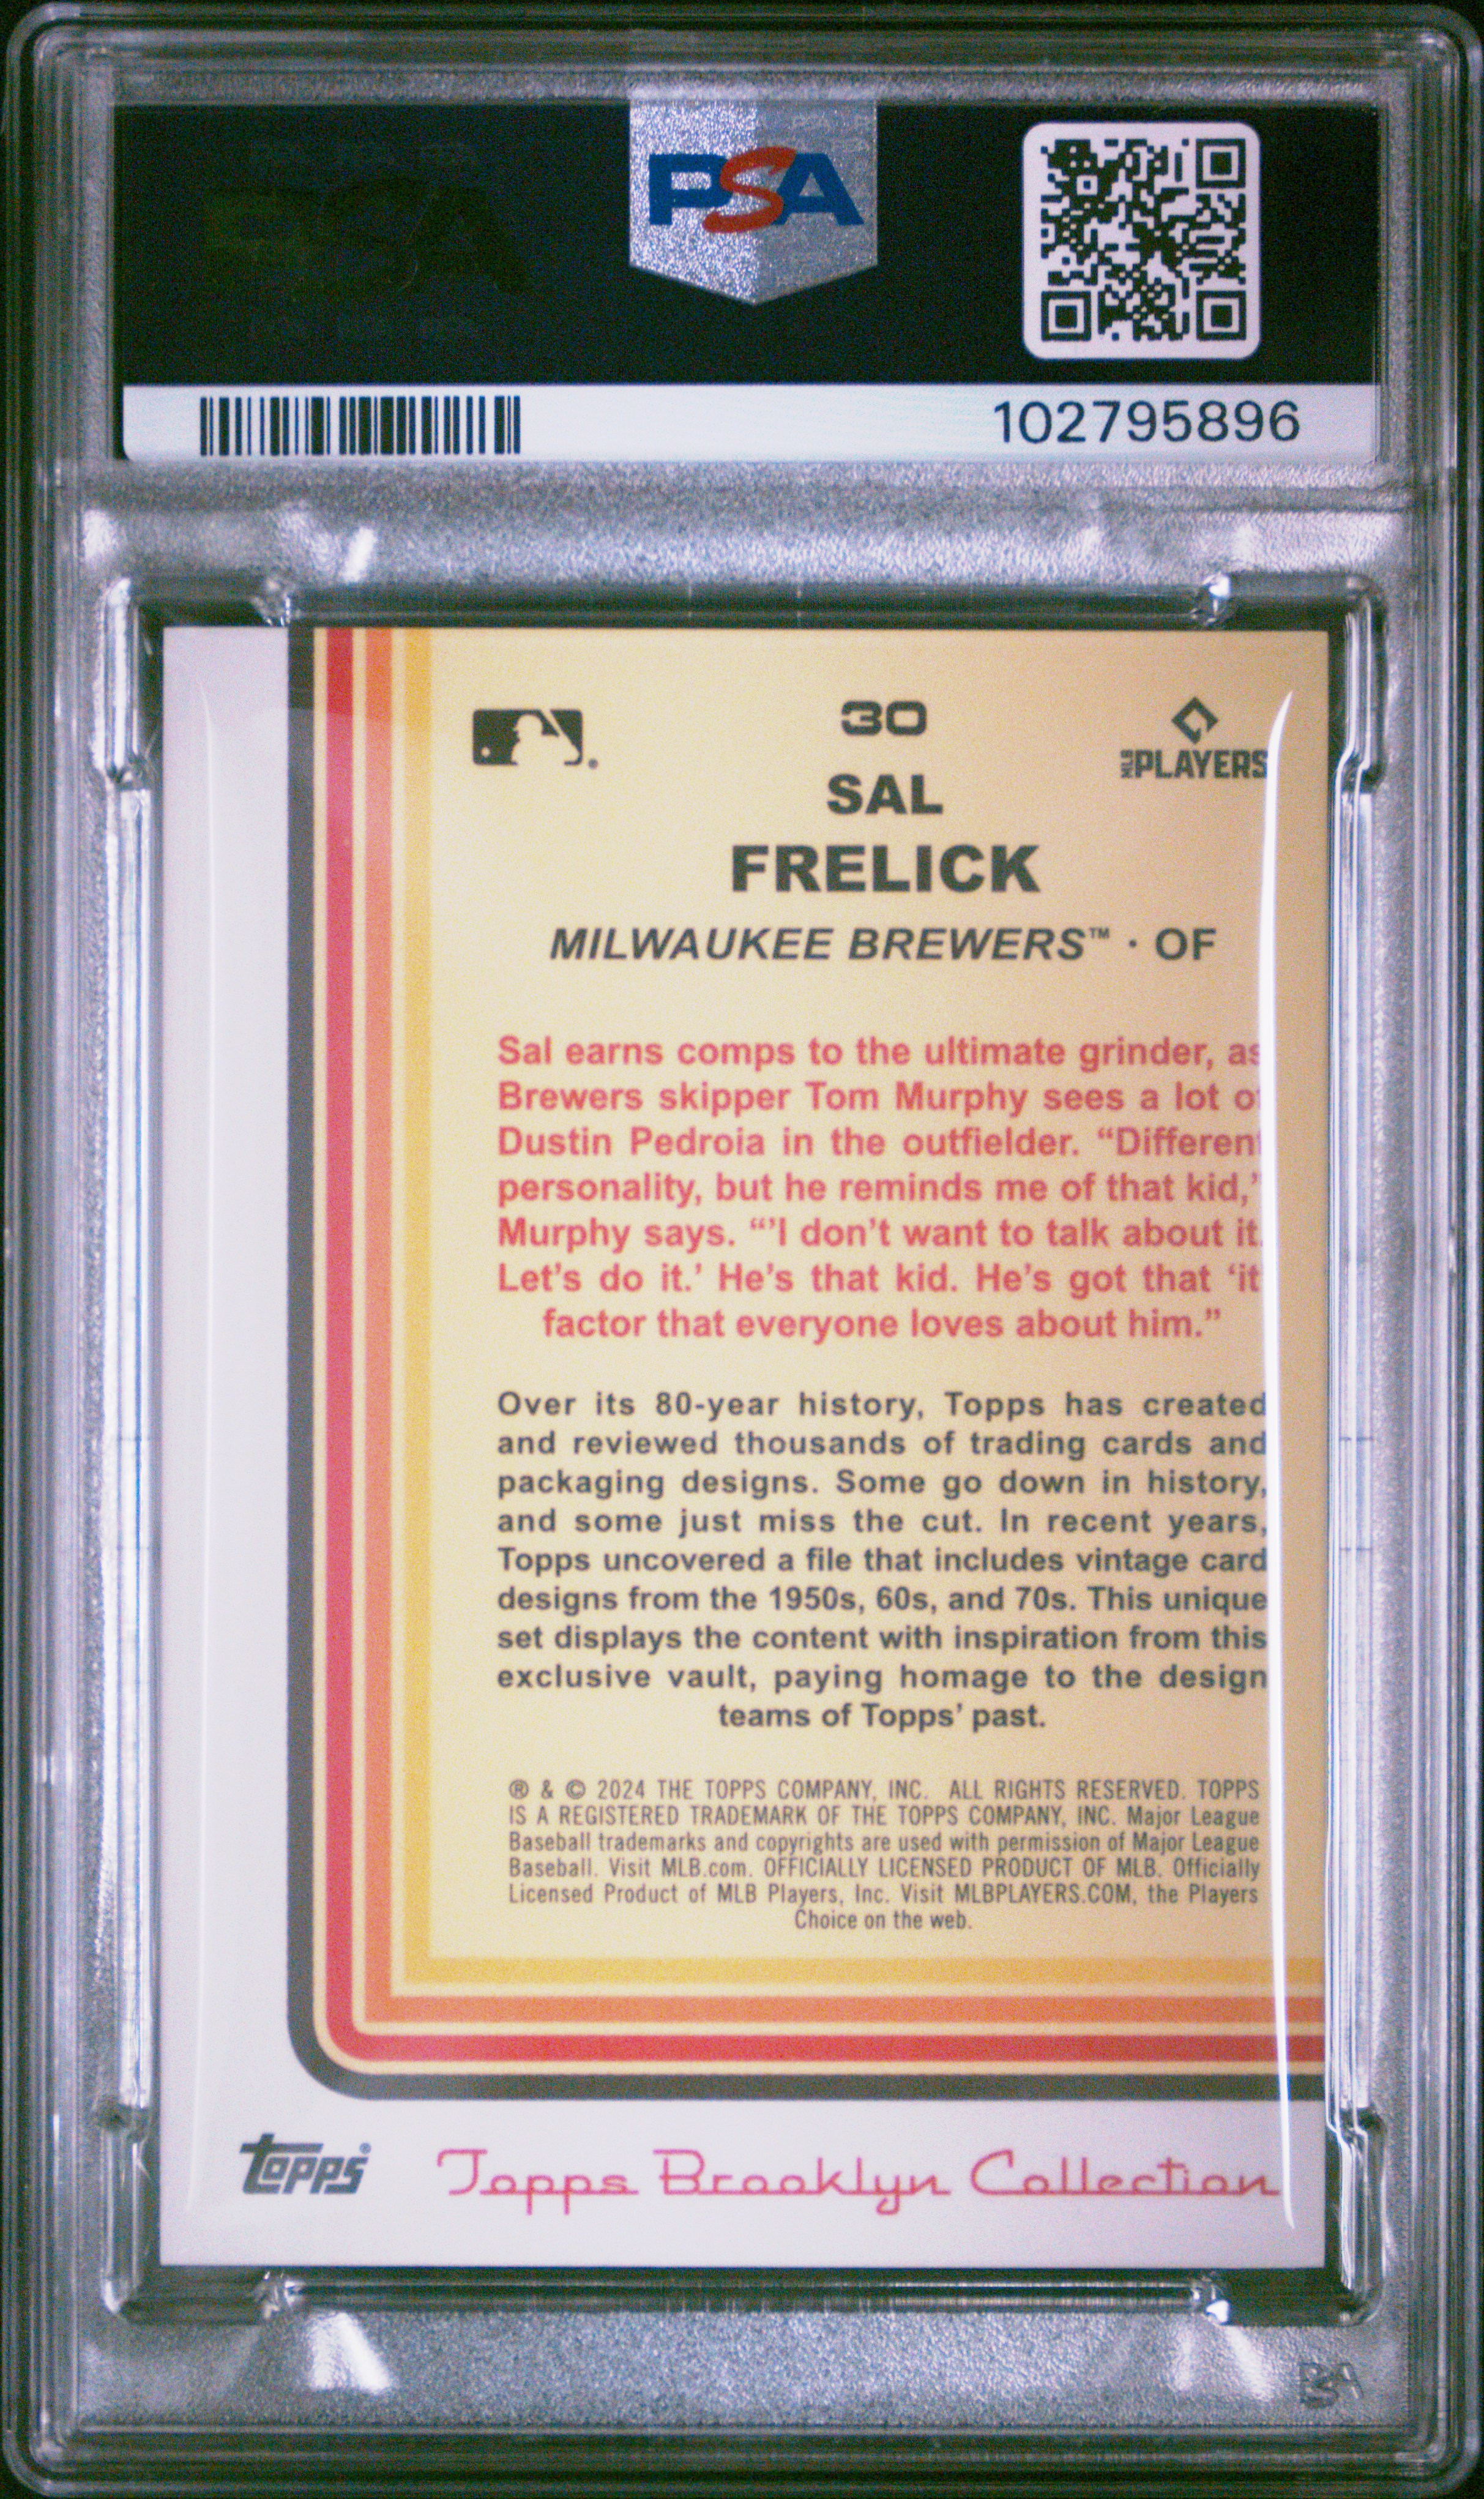 PSA
102795896
30
SAL
FRELICK
MLB PLAYERS
MILWAUKEE BREWERS™ · OF
Sal earns comps to the ultimate grinder, as
Brewers skipper Tom Murphy sees a lot of
Dustin Pedroia in the outfielder. “Different
personality, but he reminds me of that kid,”
Murphy says. “’I don’t want to talk about it.
Let’s do it.’ He’s that kid. He’s got that ‘it’
factor that everyone loves about him.”
Over its 80-year history, Topps has created
and reviewed thousands of trading cards and
packaging designs. Some go down in history,
and some just miss the cut. In recent years,
Topps uncovered a file that includes vintage card
designs from the 1950s, 60s, and 70s. This unique
set displays the content with inspiration from this
exclusive vault, paying homage to the design
teams of Topps’ past.
® & © 2024 THE TOPPS COMPANY, INC. ALL RIGHTS RESERVED. TOPPS
IS A REGISTERED TRADEMARK OF THE TOPPS COMPANY, INC. Major League
Baseball trademarks and copyrights are used with permission of Major League
Baseball. Visit MLB.com. OFFICIALLY LICENSED PRODUCT OF MLB. Officially
Licensed Product of MLB Players, Inc. Visit MLBPLAYERS.COM, the Players
Choice on the web.
Topps® Topps Brooklyn Collection
PSA